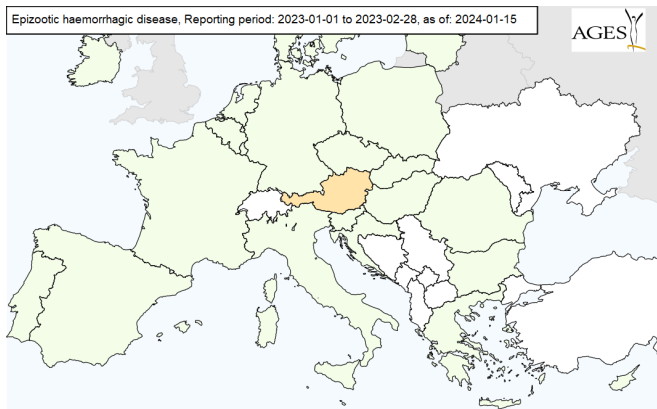 Epizootic haemorrhagic disease, Reporting period: 2023-01-01 to 2023-02-28, as of: 2024-01-15
AGES